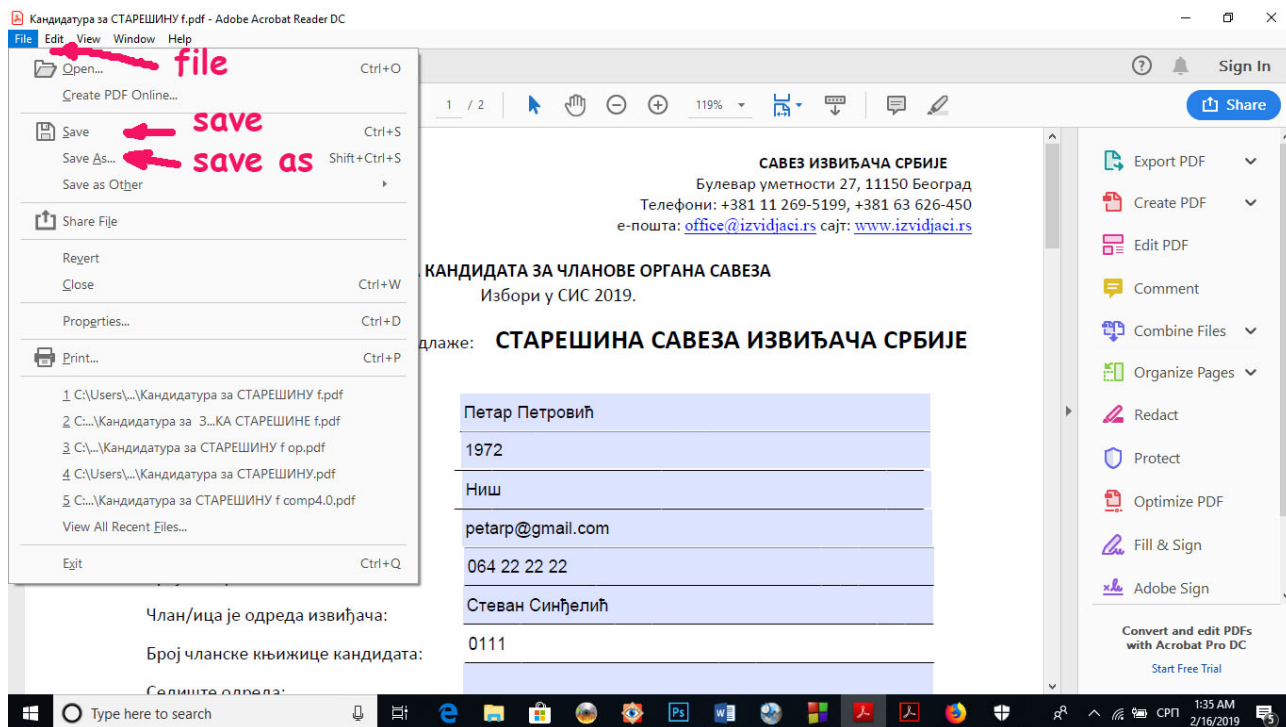 Кандидатура за СТАРЕШИНУ f.pdf - Adobe Acrobat Reader DC
File Edit View Window Help
file
Open... Ctrl+O
Create PDF Online...
Save Ctrl+S
save
Save As... Shift+Ctrl+S
save as
Save as Other
Share File
Revert
Close Ctrl+W
Properties... Ctrl+D
Print... Ctrl+P
1 C:\Users\...\Кандидатура за СТАРЕШИНУ f.pdf
2 C:...\Кандидатура за З...КА СТАРЕШИНЕ f.pdf
3 C:\...\Кандидатура за СТАРЕШИНУ f op.pdf
4 C:\Users\...\Кандидатура за СТАРЕШИНУ.pdf
5 C:...\Кандидатура за СТАРЕШИНУ f comp4.0.pdf
View All Recent Files...
Exit Ctrl+Q
Sign In
1 / 2 119%
Share
САВЕЗ ИЗВИЂАЧА СРБИЈЕ
Булевар уметности 27, 11150 Београд
Телефони: +381 11 269-5199, +381 63 626-450
е-пошта: office@izvidjaci.rs сајт: www.izvidjaci.rs
КАНДИДАТА ЗА ЧЛАНОВЕ ОРГАНА САВЕЗА
Избори у СИС 2019.
длаже: СТАРЕШИНА САВЕЗА ИЗВИЂАЧА СРБИЈЕ
Петар Петровић
1972
Ниш
petarp@gmail.com
064 22 22 22
Члан/ица је одреда извиђача: Стеван Синђелић
Број чланске књижице кандидата: 0111
Седиште одреда:
Export PDF
Create PDF
Edit PDF
Comment
Combine Files
Organize Pages
Redact
Protect
Optimize PDF
Fill & Sign
Adobe Sign
Convert and edit PDFs
with Acrobat Pro DC
Start Free Trial
Type here to search
Ps
СРП
1:35 AM
2/16/2019